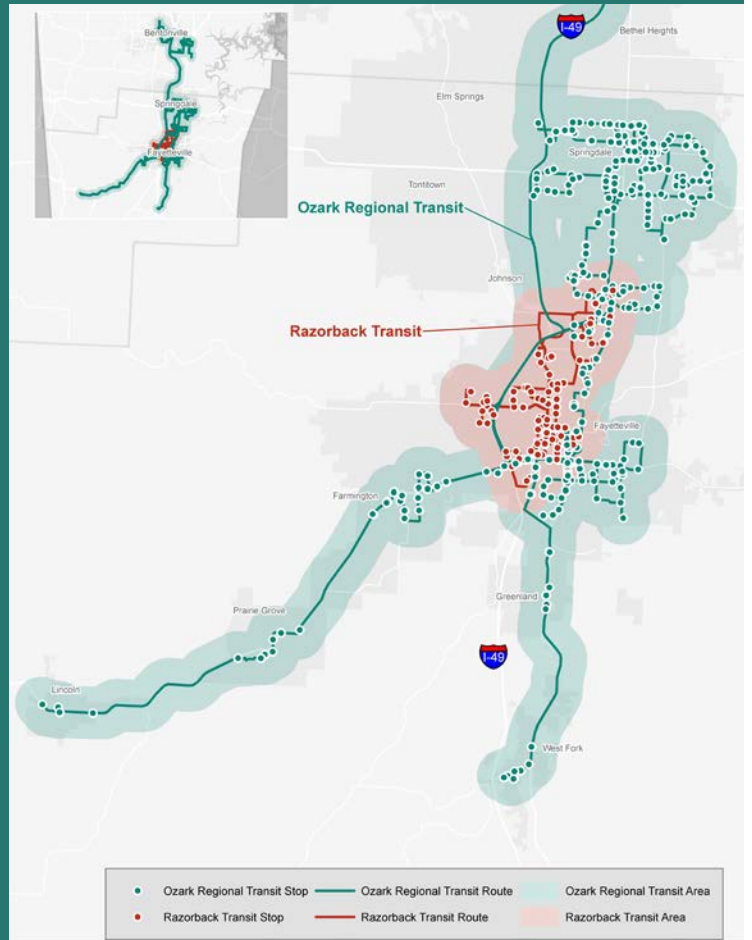 I-49
Bethel Heights
Bentonville
Springdale
Fayetteville
Elm Springs
Springdale
Tontitown
Ozark Regional Transit
Johnson
Razorback Transit
Fayetteville
Farmington
Greenland
Prairie Grove
I-49
Lincoln
West Fork
Ozark Regional Transit Stop
Ozark Regional Transit Route
Ozark Regional Transit Area
Razorback Transit Stop
Razorback Transit Route
Razorback Transit Area